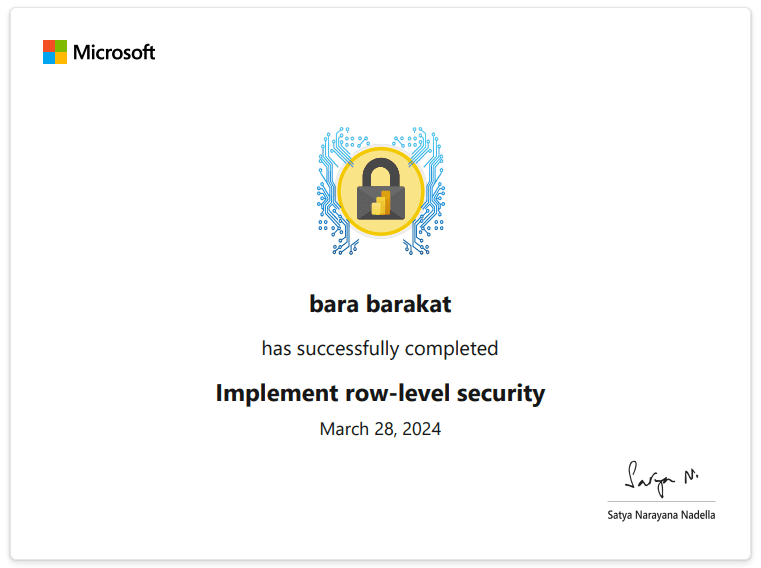 Microsoft
bara barakat
has successfully completed
Implement row-level security
March 28, 2024
Satya N.
Satya Narayana Nadella